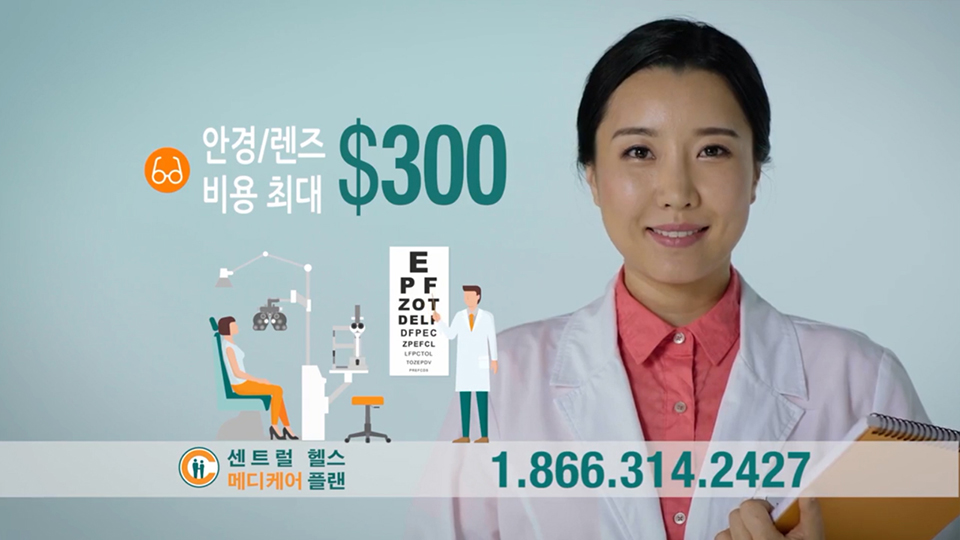 안경/렌즈
비용 최대
$300
E
P F
ZOT
DELF
DFPEC
ZPEFCL
LFPCTOL
TOZEPDV
센트럴 헬스
메디케어 플랜
1.866.314.2427